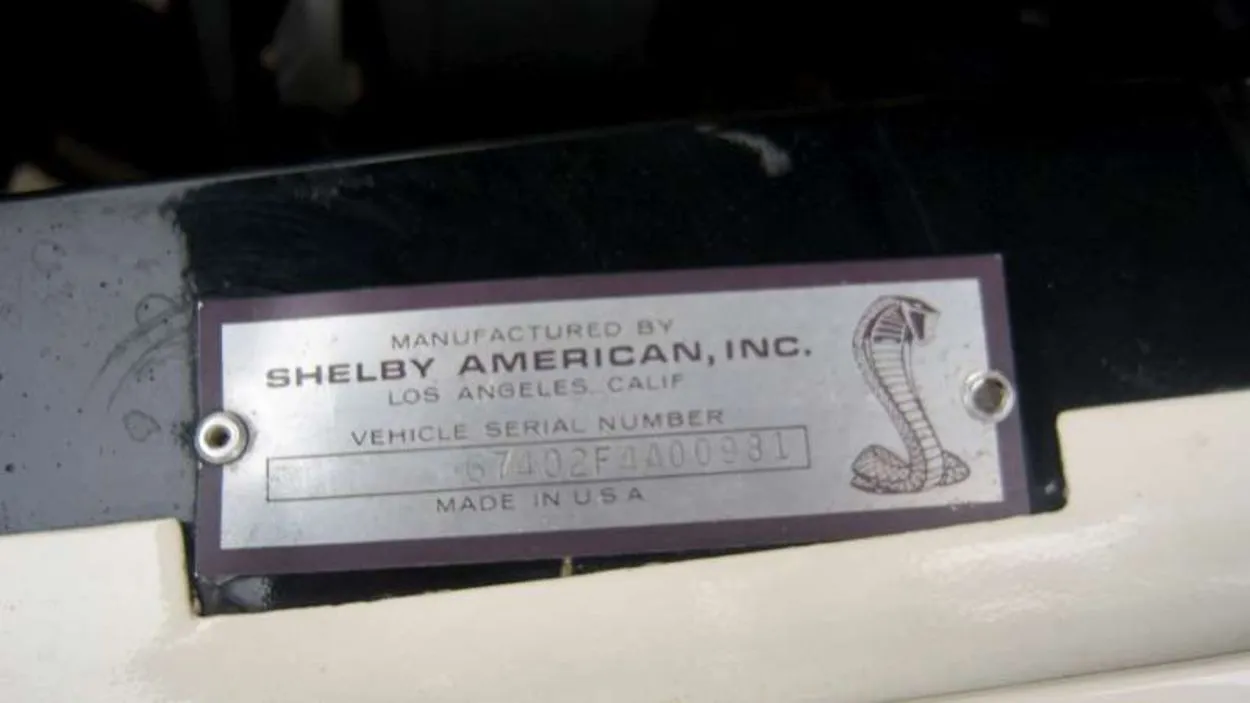 MANUFACTURED BY
SHELBY AMERICAN, INC.
LOS ANGELES. CALIF
VEHICLE SERIAL NUMBER
67402F4A00931
MADE IN U.S A